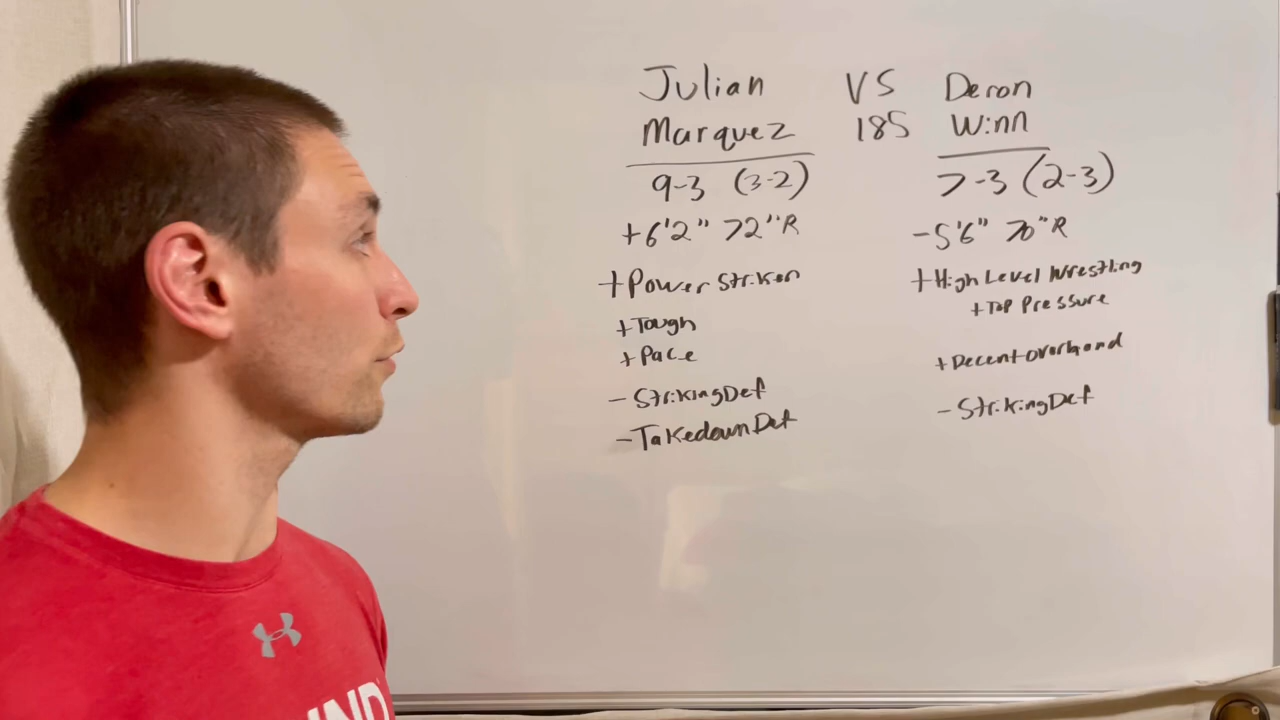 Julian
Marquez
VS
185
Deron
Winn
9-3 (3-2)
+6'2" 72"R
+Power Striker
+Tough
+Pace
-StrikingDef
-TakedownDef
7-3 (2-3)
-5'6" 70"R
+High Level Wrestling
+Top Pressure
+Decent overhand
-StrikingDef